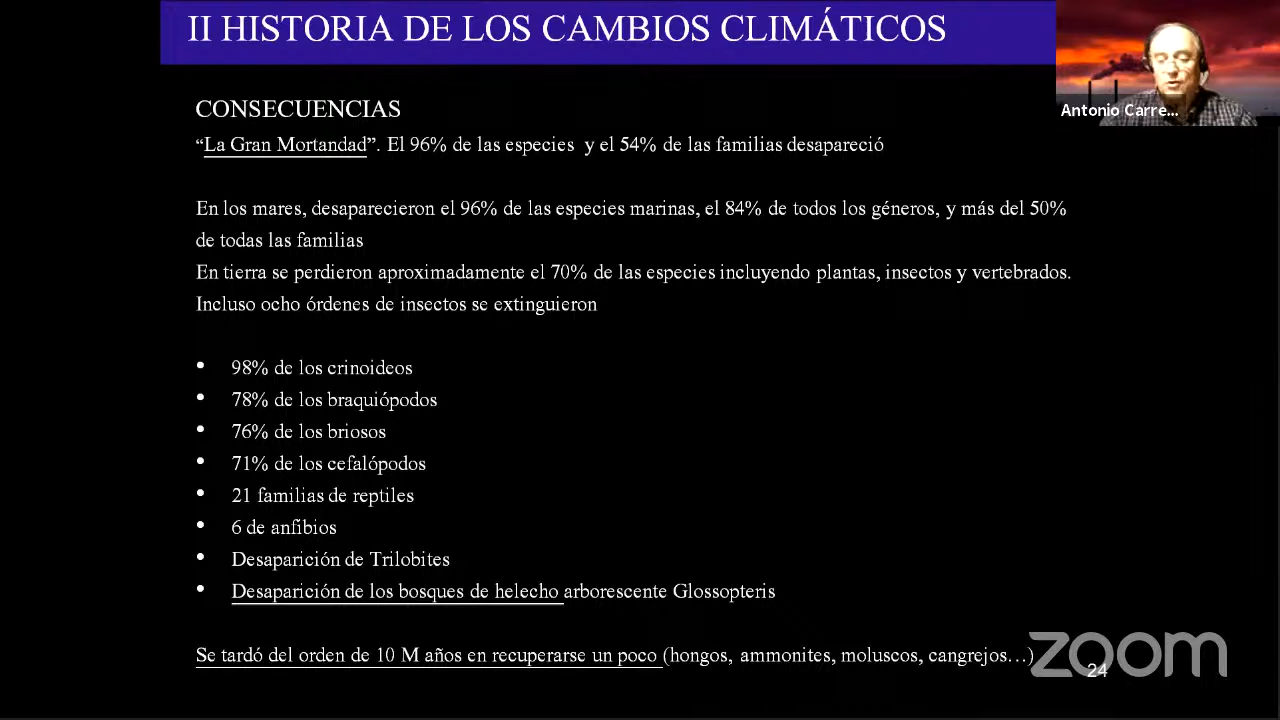 II HISTORIA DE LOS CAMBIOS CLIMÁTICOS
Antonio Carre...
CONSECUENCIAS
“La Gran Mortandad”. El 96% de las especies y el 54% de las familias desapareció
En los mares, desaparecieron el 96% de las especies marinas, el 84% de todos los géneros, y más del 50%
de todas las familias
En tierra se perdieron aproximadamente el 70% de las especies incluyendo plantas, insectos y vertebrados.
Incluso ocho órdenes de insectos se extinguieron
• 98% de los crinoideos
• 78% de los braquiópodos
• 76% de los briosos
• 71% de los cefalópodos
• 21 familias de reptiles
• 6 de anfibios
• Desaparición de Trilobites
• Desaparición de los bosques de helecho arborescente Glossopteris
Se tardó del orden de 10 M años en recuperarse un poco (hongos, ammonites, moluscos, cangrejos…)
zoom
24